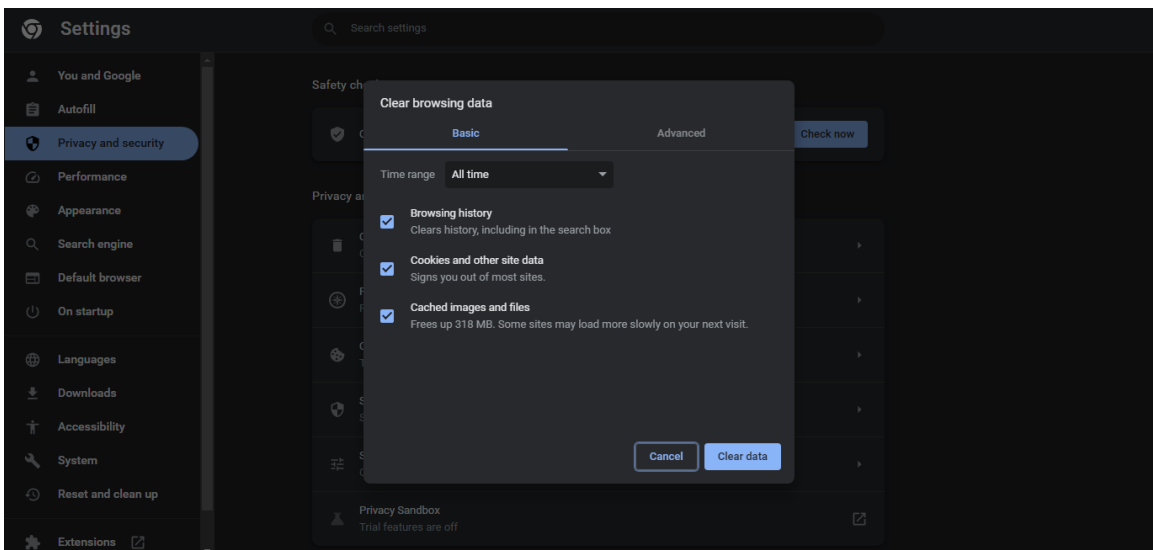 Settings
Search settings
You and Google
Autofill
Privacy and security
Performance
Appearance
Search engine
Default browser
On startup
Languages
Downloads
Accessibility
System
Reset and clean up
Extensions
Safety ch
Check now
Privacy a
Clear browsing data
Basic Advanced
Time range All time
Browsing history
Clears history, including in the search box
Cookies and other site data
Signs you out of most sites.
Cached images and files
Frees up 318 MB. Some sites may load more slowly on your next visit.
Cancel Clear data
Privacy Sandbox
Trial features are off